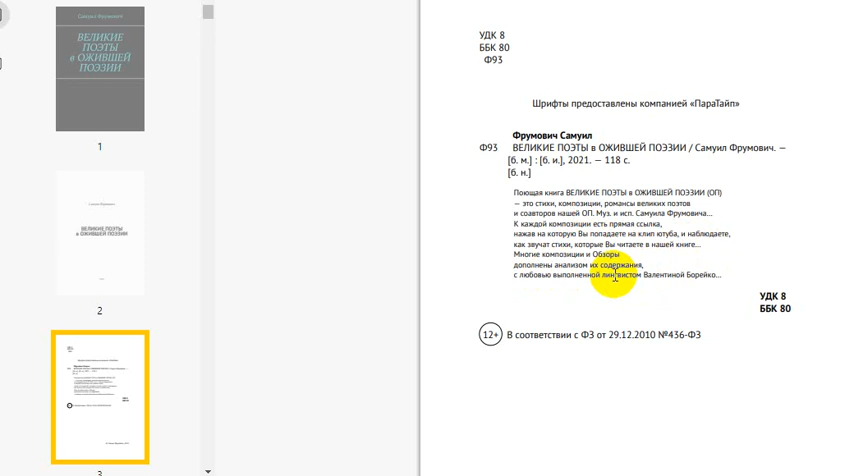 Самуил Фрумович
ВЕЛИКИЕ
ПОЭТЫ
в ОЖИВШЕЙ
ПОЭЗИИ
1
ВЕЛИКИЕ ПОЭТЫ
в ОЖИВШЕЙ ПОЭЗИИ
2
3
УДК 8
ББК 80
Ф93
Шрифты предоставлены компанией «ПараТайп»
Фрумович Самуил
Ф93 ВЕЛИКИЕ ПОЭТЫ в ОЖИВШЕЙ ПОЭЗИИ / Самуил Фрумович. —
[б. м.] : [б. и.], 2021. — 118 с.
[б. н.]
Поющая книга ВЕЛИКИЕ ПОЭТЫ в ОЖИВШЕЙ ПОЭЗИИ (ОП)
— это стихи, композиции, романсы великих поэтов
и соавторов нашей ОП. Муз. и исп. Самуила Фрумовича...
К каждой композиции есть прямая ссылка,
нажав на которую Вы попадаете на клип ютуба, и наблюдаете,
как звучат стихи, которые Вы читаете в нашей книге...
Многие композиции и Обзоры
дополнены анализом их содержания,
с любовью выполненной лингвистом Валентиной Борейко...
УДК 8
ББК 80
12+ В соответствии с ФЗ от 29.12.2010 №436-ФЗ